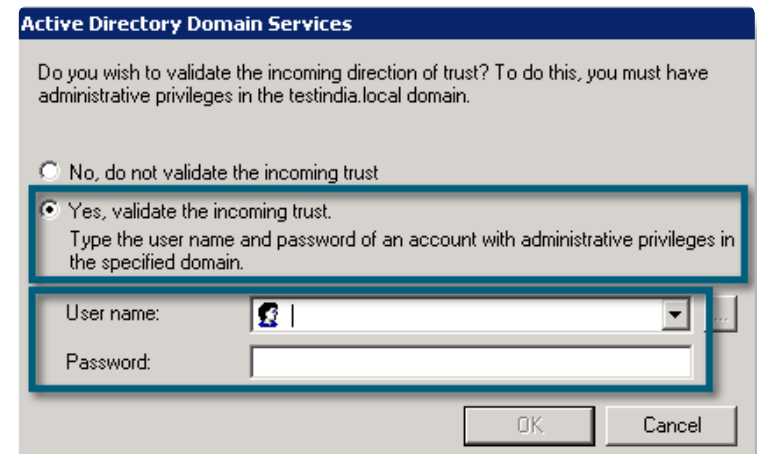 Active Directory Domain Services
Do you wish to validate the incoming direction of trust? To do this, you must have
administrative privileges in the testindia.local domain.
No, do not validate the incoming trust
Yes, validate the incoming trust.
Type the user name and password of an account with administrative privileges in
the specified domain.
User name:
...
Password:
OK
Cancel